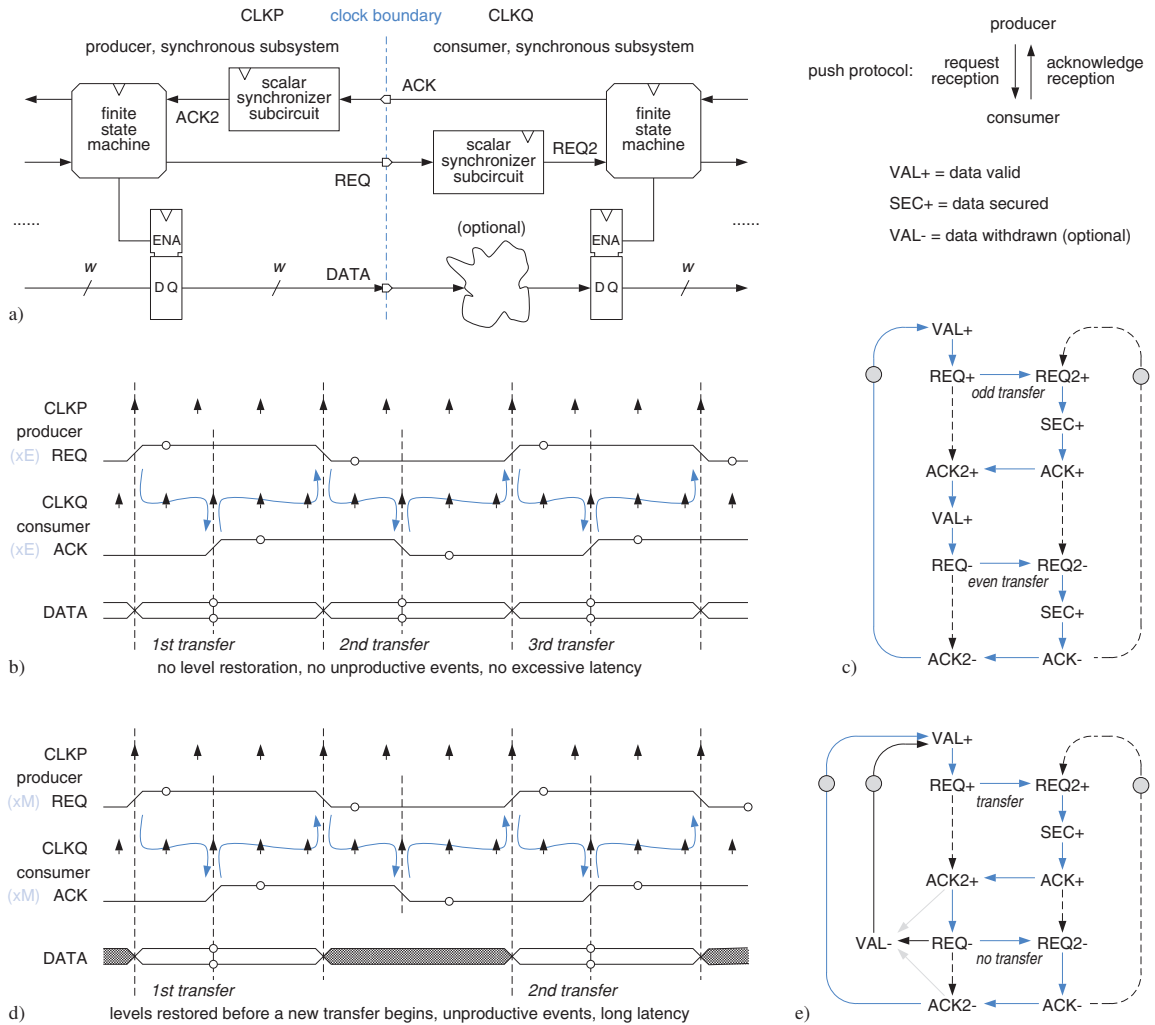 CLKP
clock boundary
CLKQ
producer, synchronous subsystem
consumer, synchronous subsystem
finite
state
machine
ACK2
scalar
synchronizer
subcircuit
ACK
finite
state
machine
scalar
synchronizer
subcircuit
REQ2
REQ
......
ENA
D Q
w
w
DATA
(optional)
ENA
D Q
w
......
a)
producer
push protocol:
request
reception
acknowledge
reception
consumer
VAL+ = data valid
SEC+ = data secured
VAL- = data withdrawn (optional)
CLKP
producer
(xE) REQ
CLKQ
consumer
(xE) ACK
DATA
1st transfer
2nd transfer
3rd transfer
b)
no level restoration, no unproductive events, no excessive latency
VAL+
REQ+
REQ2+
odd transfer
SEC+
ACK2+
ACK+
VAL+
REQ-
REQ2-
even transfer
SEC+
ACK2-
ACK-
c)
CLKP
producer
(xM) REQ
CLKQ
consumer
(xM) ACK
DATA
1st transfer
2nd transfer
d)
levels restored before a new transfer begins, unproductive events, long latency
VAL+
REQ+
REQ2+
transfer
SEC+
ACK2+
ACK+
VAL-
REQ-
REQ2-
no transfer
ACK2-
ACK-
e)